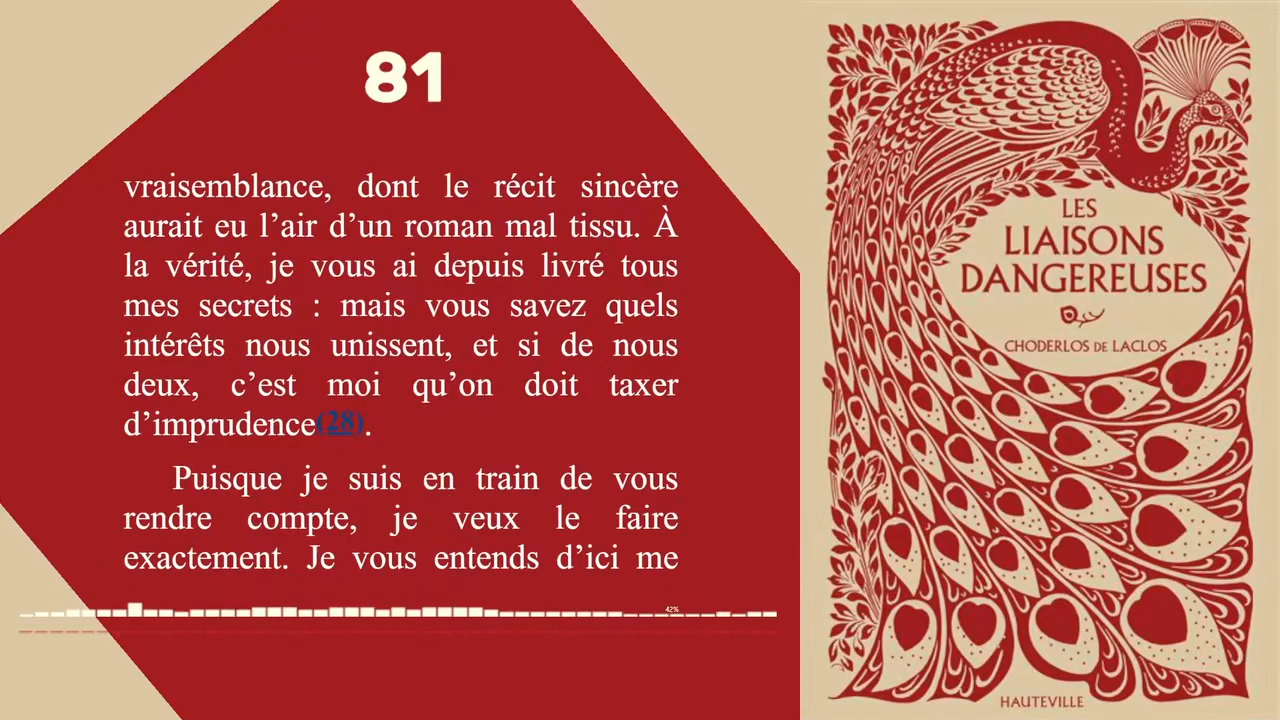 81
vraisemblance, dont le récit sincère
aurait eu l’air d’un roman mal tissu. À
la vérité, je vous ai depuis livré tous
mes secrets : mais vous savez quels
intérêts nous unissent, et si de nous
deux, c’est moi qu’on doit taxer
d’imprudence(28).
Puisque je suis en train de vous
rendre compte, je veux le faire
exactement. Je vous entends d’ici me
42%
LES
LIAISONS
DANGEREUSES
CHODERLOS DE LACLOS
HAUTEVILLE